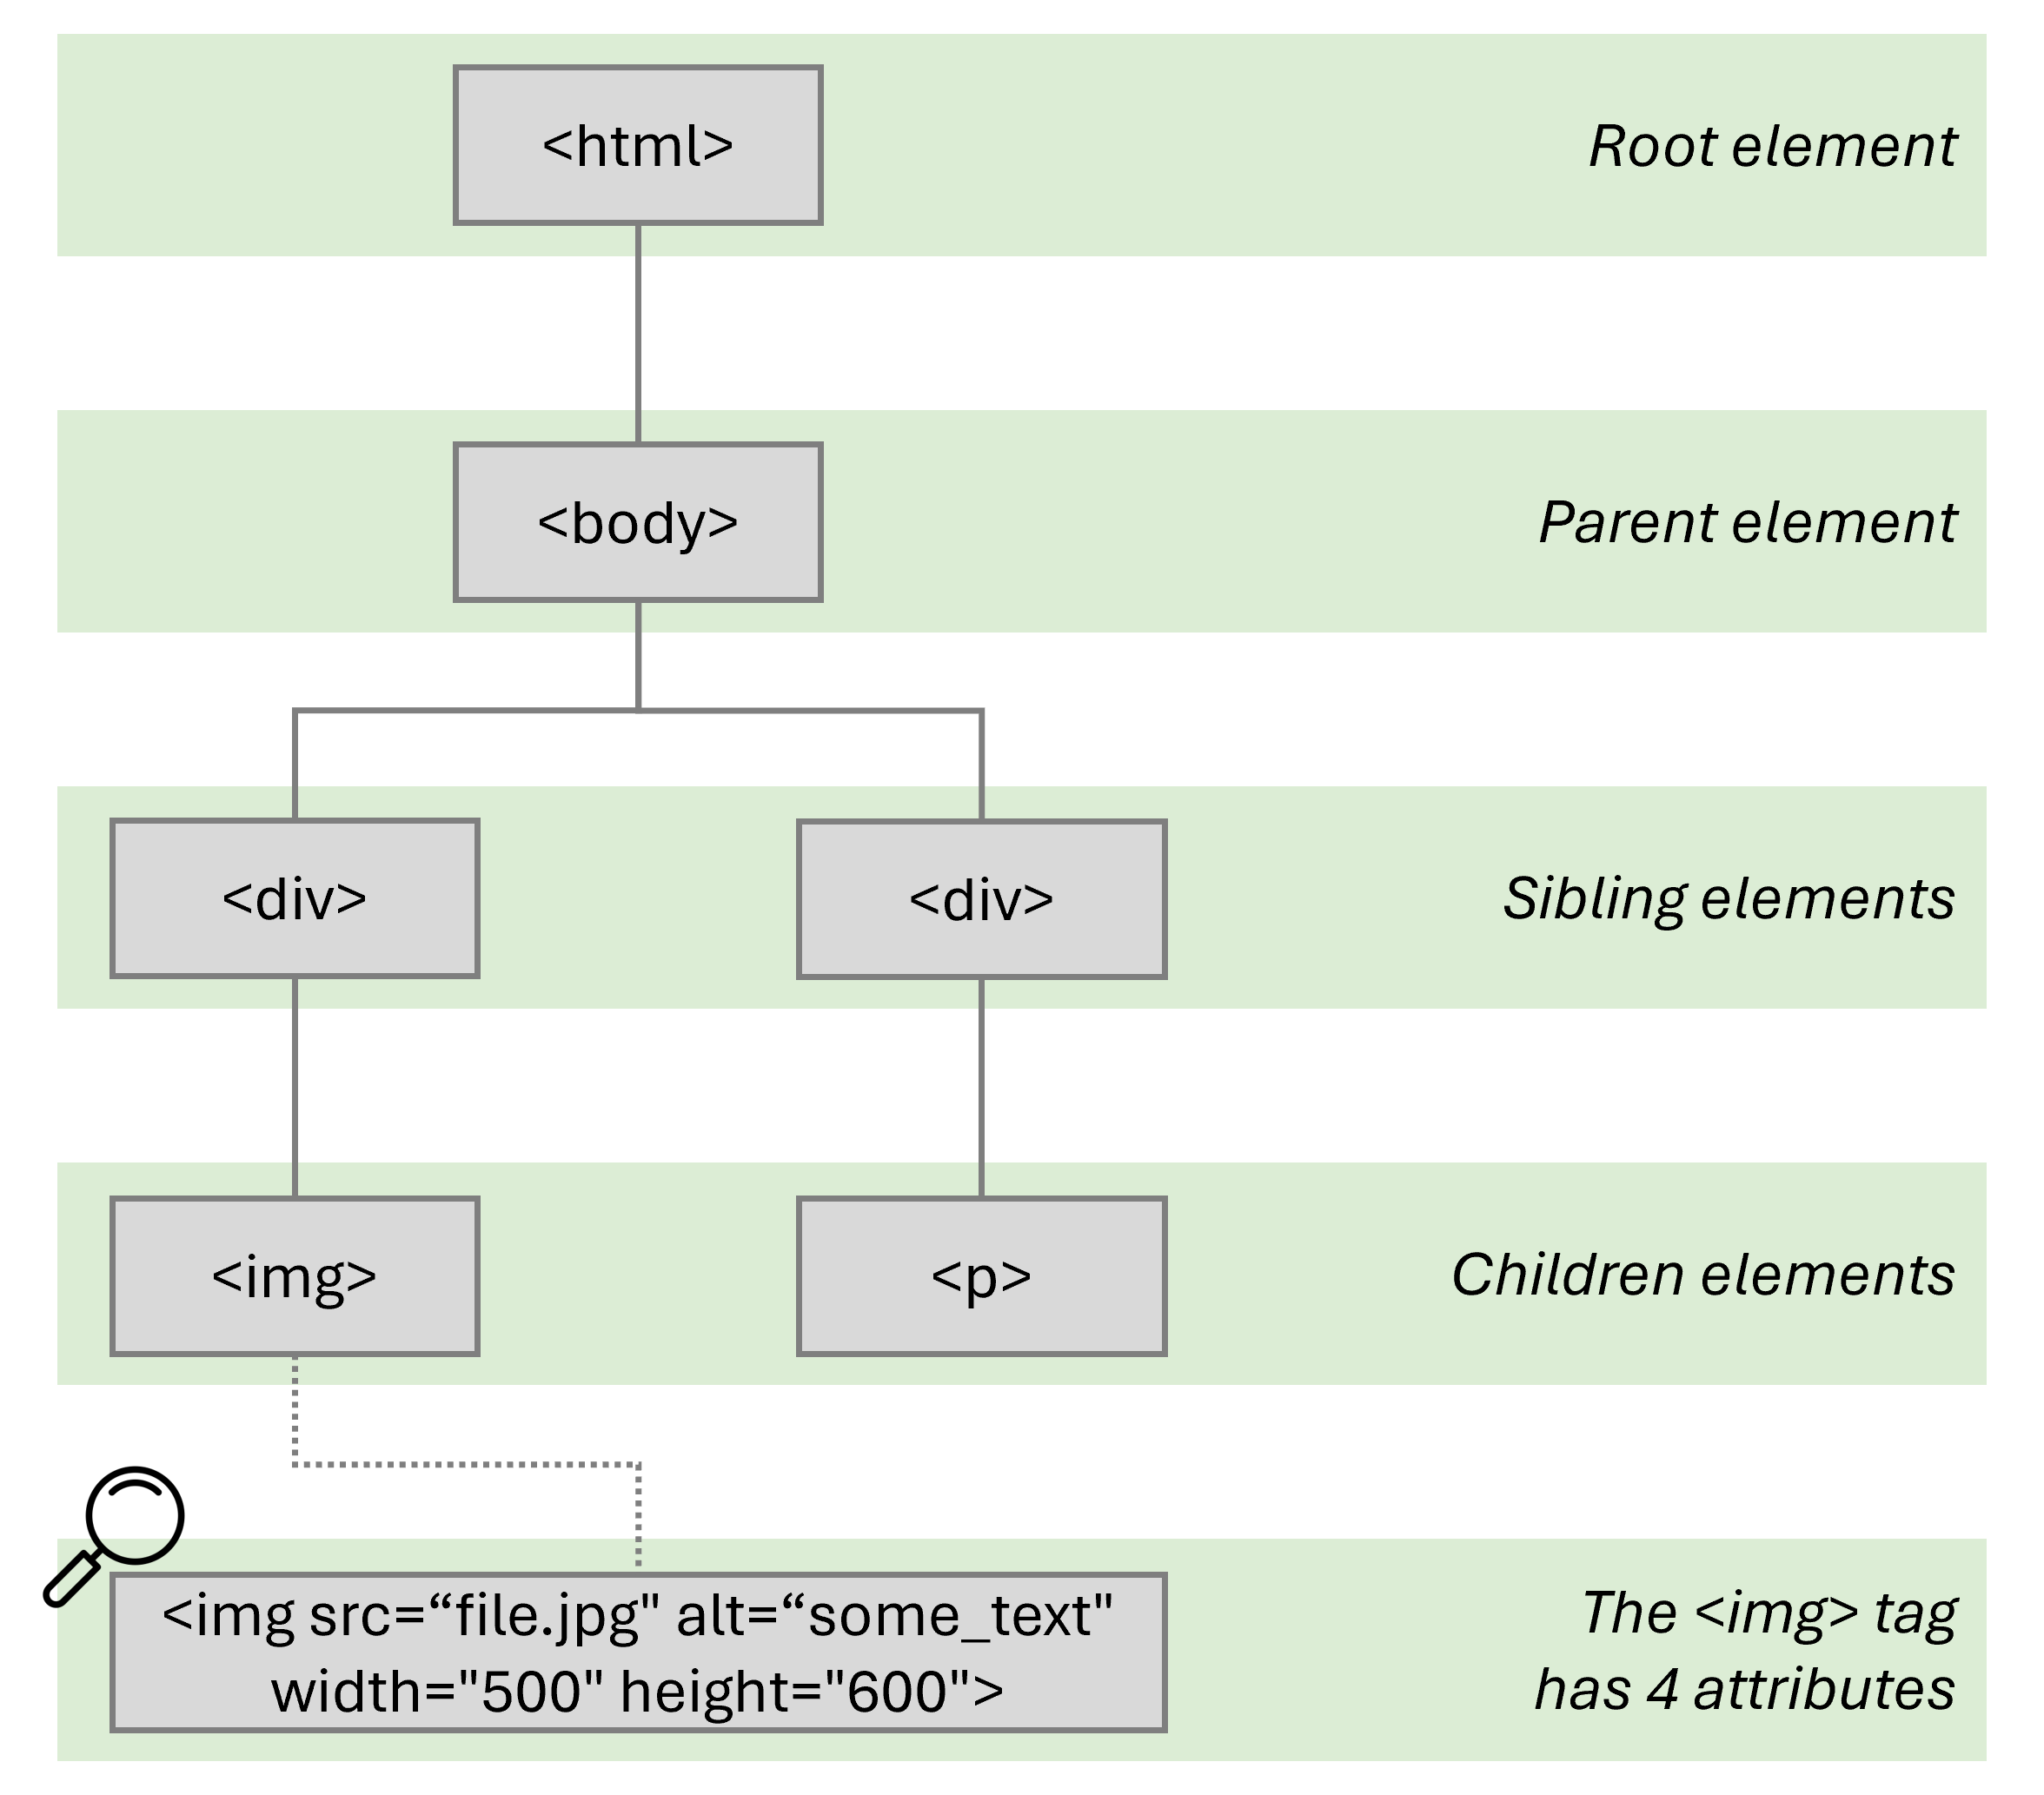 <html>
Root element
<body>
Parent element
<div>
<div>
Sibling elements
<img>
<p>
Children elements
<img src=“file.jpg" alt=“some_text"
width="500" height="600">
The <img> tag
has 4 attributes